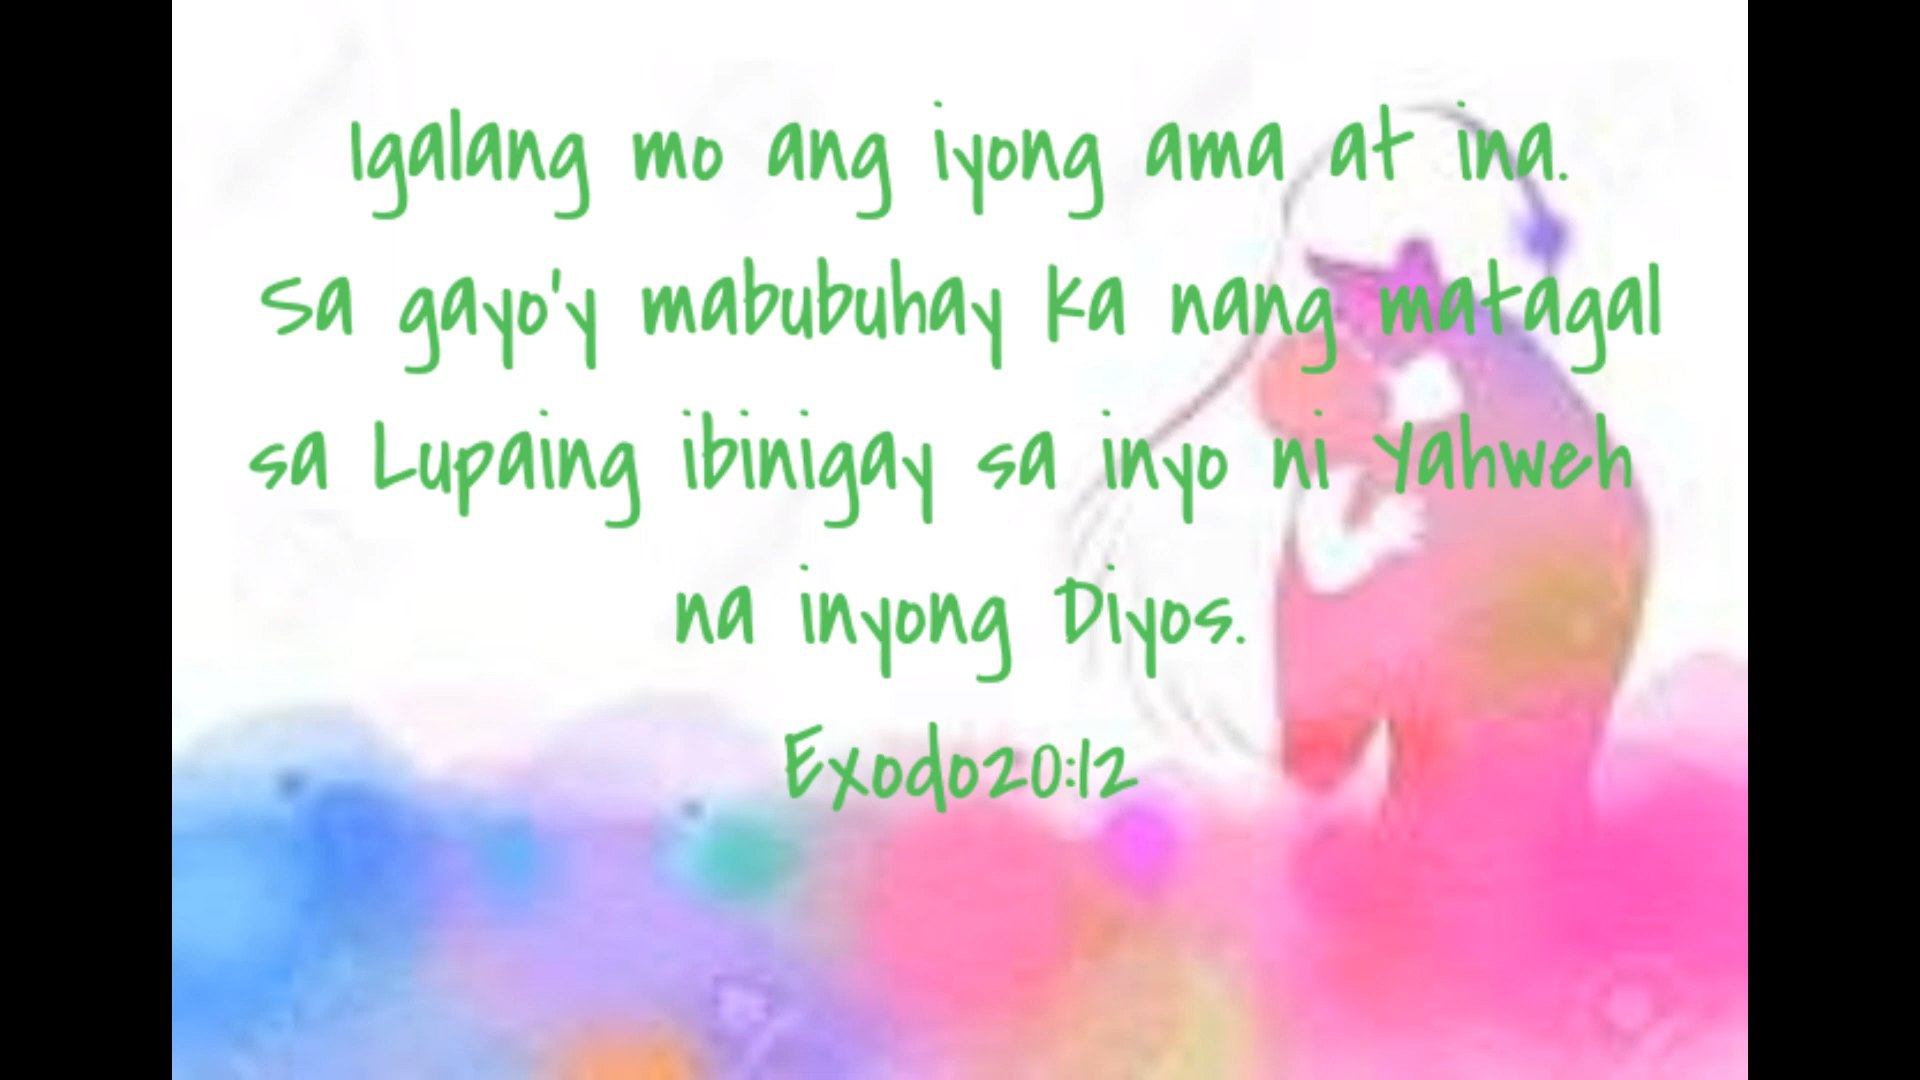 Igalang mo ang iyong ama at ina.
Sa gayo'y mabubuhay ka nang matagal
sa Lupaing ibinigay sa inyo ni Yahweh
na inyong Diyos.
Exodo20:12